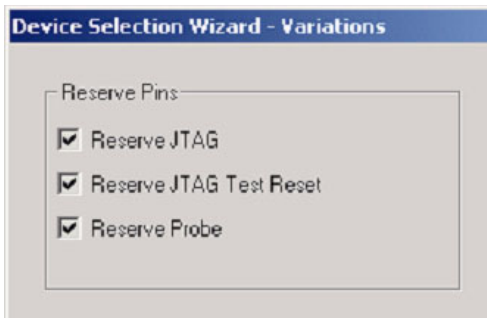 Device Selection Wizard - Variations
Reserve Pins
Reserve JTAG
Reserve JTAG Test Reset
Reserve Probe